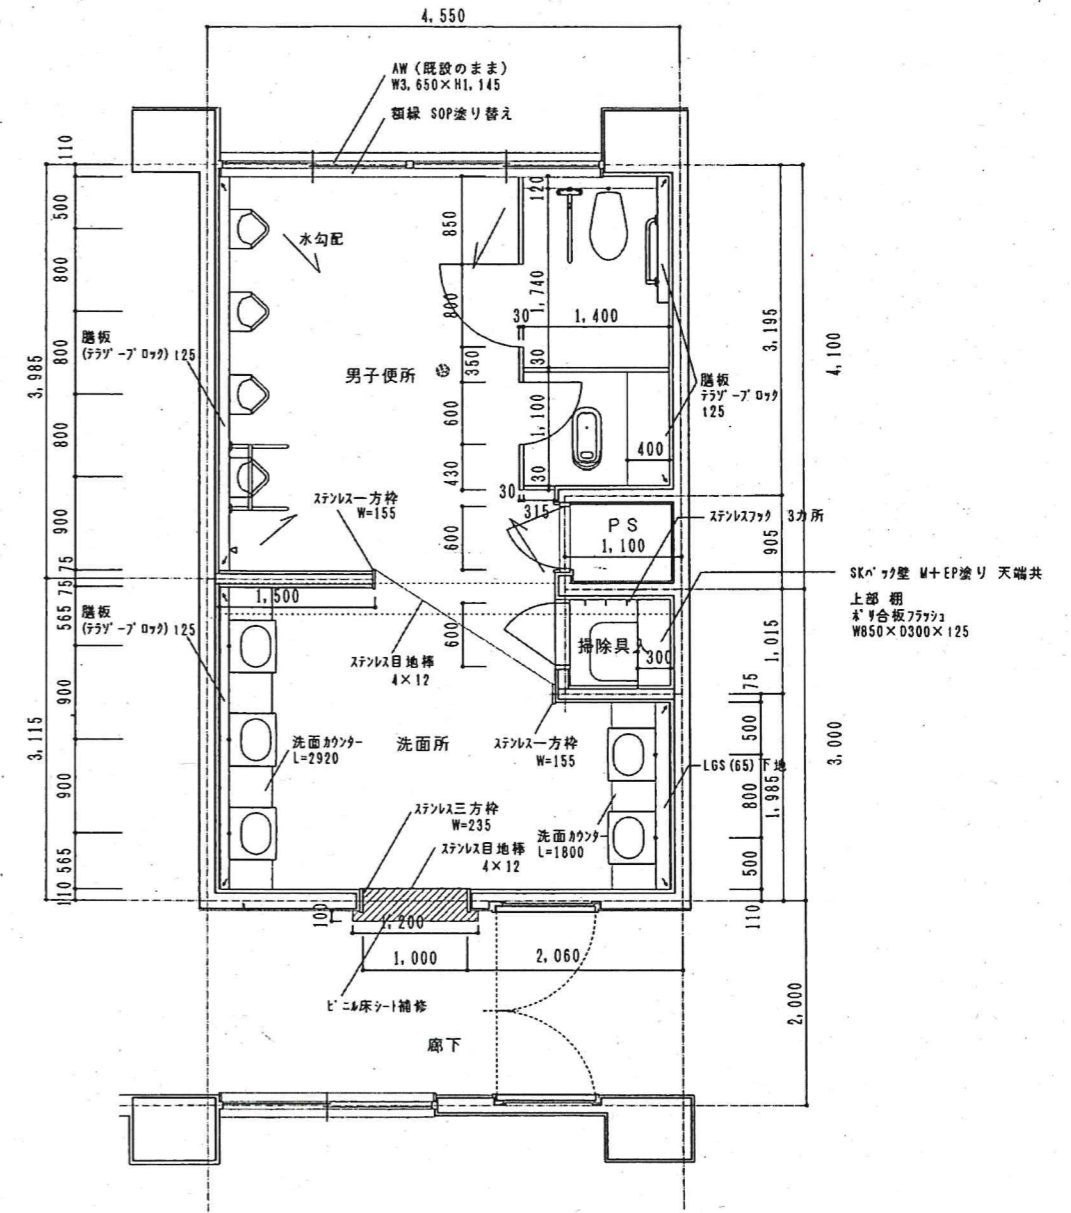 4,550
AW (既設のまま)
W3,650×H1,145
額縁 SOP塗り替え
110
500
800
800
800
900
75
3,985
膳板
(テラゾーブロック) t25
水勾配
男子便所
850
800
350
600
430
600
120
1,740
30
1,400
30
1,100
400
30
30
315
膳板
テラゾーブロック
t25
3,195
4,100
ステンレス一方枠
W=155
PS
1,100
ステンレスフック 3カ所
905
SKバック壁 M+EP塗り 天端共
上部 棚
ポリ合板フラッシュ
W850×D300×t25
75
565
900
900
565
110
3,115
膳板
(テラゾーブロック) t25
1,500
ステンレス目地棒
4×12
600
掃除具入
300
1,015
75
500
800
500
1,985
110
3,000
洗面カウンター
L=2920
洗面所
ステンレス一方枠
W=155
LGS(65)下地
ステンレス三方枠
W=235
ステンレス目地棒
4×12
洗面カウンター
L=1800
100
1,200
1,000
2,060
ビニル床シート補修
廊下
2,000